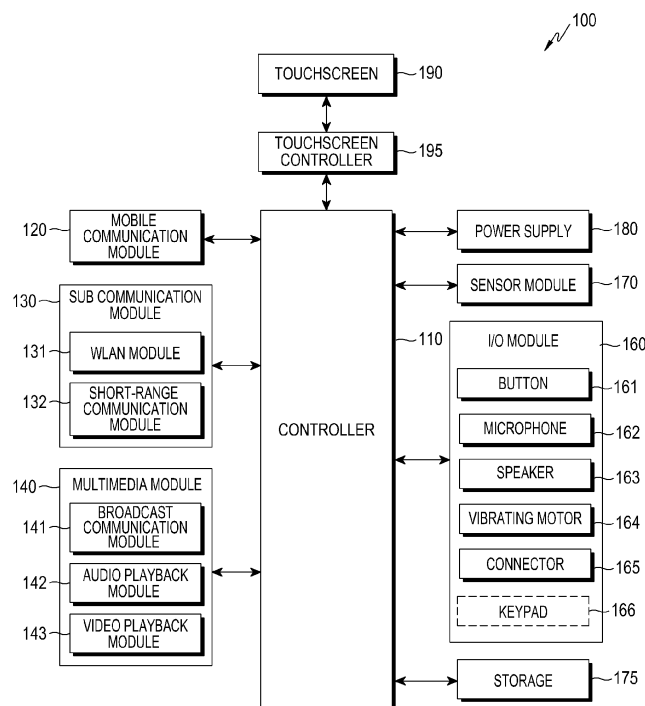 100
TOUCHSCREEN
190
TOUCHSCREEN
CONTROLLER
195
120
MOBILE
COMMUNICATION
MODULE
POWER SUPPLY
180
SENSOR MODULE
170
130
SUB COMMUNICATION
MODULE
131
WLAN MODULE
132
SHORT-RANGE
COMMUNICATION
MODULE
110
CONTROLLER
I/O MODULE
160
BUTTON
161
MICROPHONE
162
SPEAKER
163
VIBRATING MOTOR
164
CONNECTOR
165
KEYPAD
166
140
MULTIMEDIA MODULE
141
BROADCAST
COMMUNICATION
MODULE
142
AUDIO PLAYBACK
MODULE
143
VIDEO PLAYBACK
MODULE
STORAGE
175